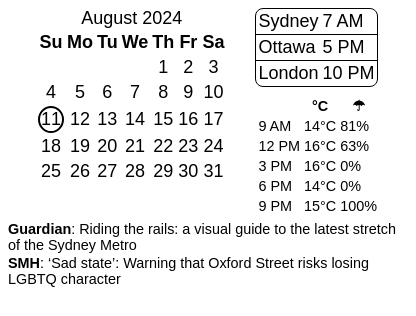 August 2024
Su Mo Tu We Th Fr Sa
1 2 3
4 5 6 7 8 9 10
11 12 13 14 15 16 17
18 19 20 21 22 23 24
25 26 27 28 29 30 31
Sydney 7 AM
Ottawa 5 PM
London 10 PM
°C ☂
9 AM 14°C 81%
12 PM 16°C 63%
3 PM 16°C 0%
6 PM 14°C 0%
9 PM 15°C 100%
Guardian: Riding the rails: a visual guide to the latest stretch
of the Sydney Metro
SMH: ‘Sad state’: Warning that Oxford Street risks losing
LGBTQ character